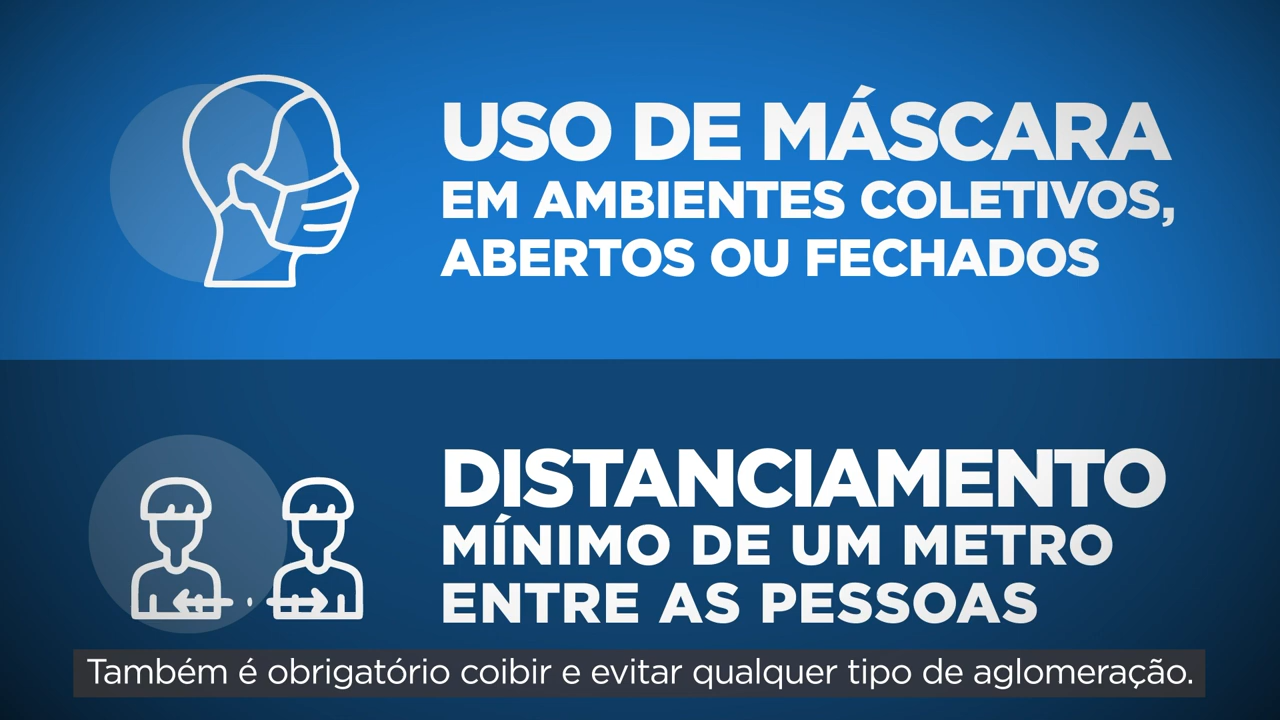 USO DE MÁSCARA
EM AMBIENTES COLETIVOS,
ABERTOS OU FECHADOS
DISTANCIAMENTO
MÍNIMO DE UM METRO
ENTRE AS PESSOAS
Também é obrigatório coibir e evitar qualquer tipo de aglomeração.